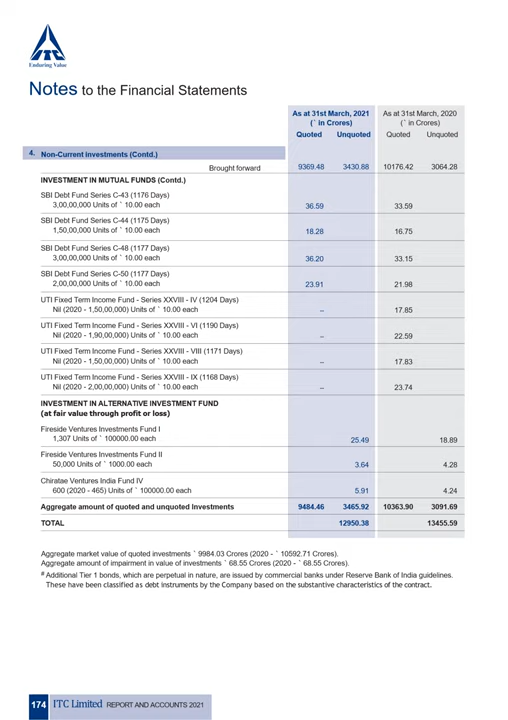 ITC
Enduring Value
Notes to the Financial Statements
As at 31st March, 2021
(` in Crores)
As at 31st March, 2020
(` in Crores)
Quoted Unquoted Quoted Unquoted
4. Non-Current investments (Contd.)
Brought forward 9369.48 3430.88 10176.42 3064.28
INVESTMENT IN MUTUAL FUNDS (Contd.)
SBI Debt Fund Series C-43 (1176 Days)
3,00,00,000 Units of ` 10.00 each 36.59 33.59
SBI Debt Fund Series C-44 (1175 Days)
1,50,00,000 Units of ` 10.00 each 18.28 16.75
SBI Debt Fund Series C-48 (1177 Days)
3,00,00,000 Units of ` 10.00 each 36.20 33.15
SBI Debt Fund Series C-50 (1177 Days)
2,00,00,000 Units of ` 10.00 each 23.91 21.98
UTI Fixed Term Income Fund - Series XXVIII - IV (1204 Days)
Nil (2020 - 1,50,00,000) Units of ` 10.00 each – 17.85
UTI Fixed Term Income Fund - Series XXVIII - VI (1190 Days)
Nil (2020 - 1,90,00,000) Units of ` 10.00 each – 22.59
UTI Fixed Term Income Fund - Series XXVIII - VIII (1171 Days)
Nil (2020 - 1,50,00,000) Units of ` 10.00 each – 17.83
UTI Fixed Term Income Fund - Series XXVIII - IX (1168 Days)
Nil (2020 - 2,00,00,000) Units of ` 10.00 each – 23.74
INVESTMENT IN ALTERNATIVE INVESTMENT FUND
(at fair value through profit or loss)
Fireside Ventures Investments Fund I
1,307 Units of ` 100000.00 each 25.49 18.89
Fireside Ventures Investments Fund II
50,000 Units of ` 1000.00 each 3.64 4.28
Chiratae Ventures India Fund IV
600 (2020 - 465) Units of ` 100000.00 each 5.91 4.24
Aggregate amount of quoted and unquoted Investments 9484.46 3465.92 10363.90 3091.69
TOTAL 12950.38 13455.59
Aggregate market value of quoted investments ` 9984.03 Crores (2020 - ` 10592.71 Crores).
Aggregate amount of impairment in value of investments ` 68.55 Crores (2020 - ` 68.55 Crores).
# Additional Tier 1 bonds, which are perpetual in nature, are issued by commercial banks under Reserve Bank of India guidelines.
These have been classified as debt instruments by the Company based on the substantive characteristics of the contract.
174 ITC Limited REPORT AND ACCOUNTS 2021